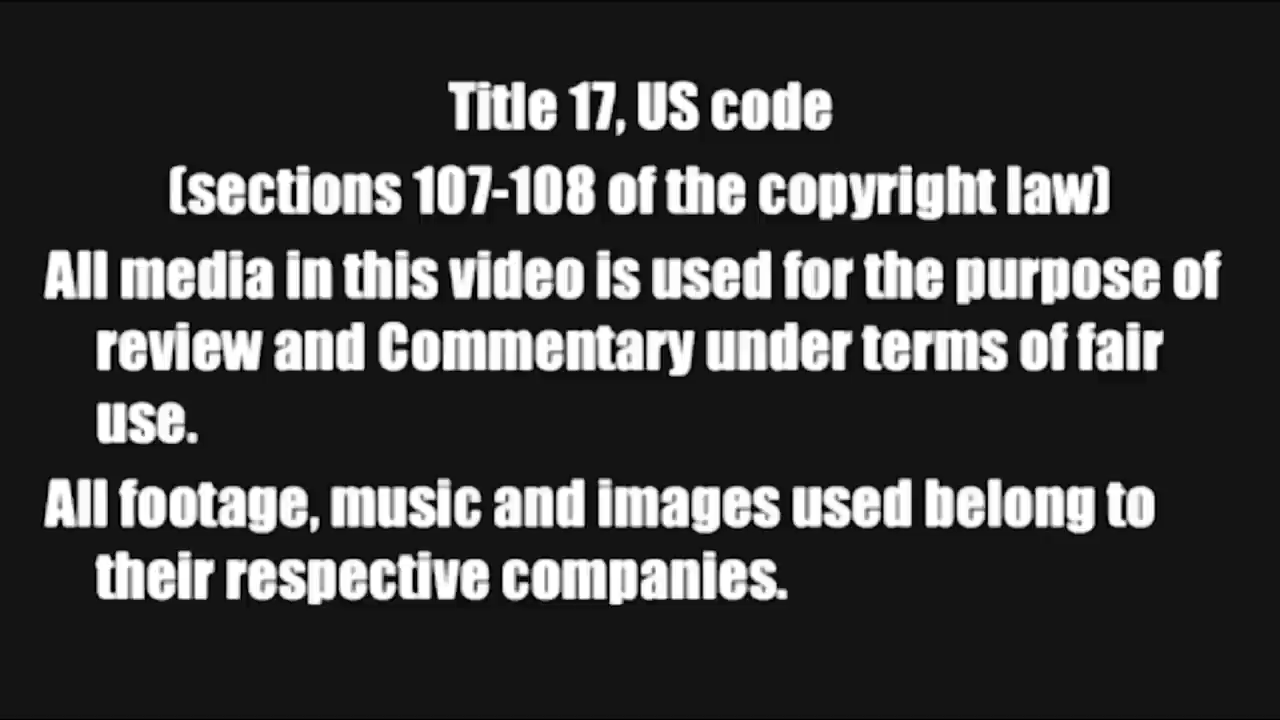 Title 17, US code
(sections 107-108 of the copyright law)
All media in this video is used for the purpose of
review and Commentary under terms of fair
use.
All footage, music and images used belong to
their respective companies.